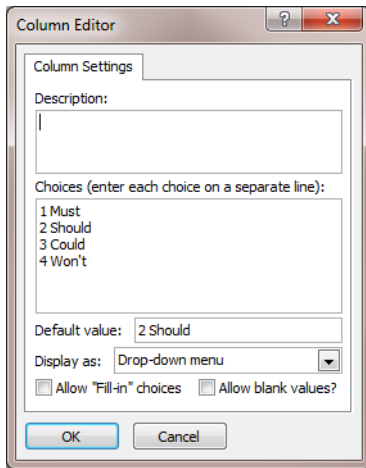 Column Editor
Column Settings
Description:
Choices (enter each choice on a separate line):
1 Must
2 Should
3 Could
4 Won't
Default value: 2 Should
Display as: Drop-down menu
Allow "Fill-in" choices Allow blank values?
OK Cancel